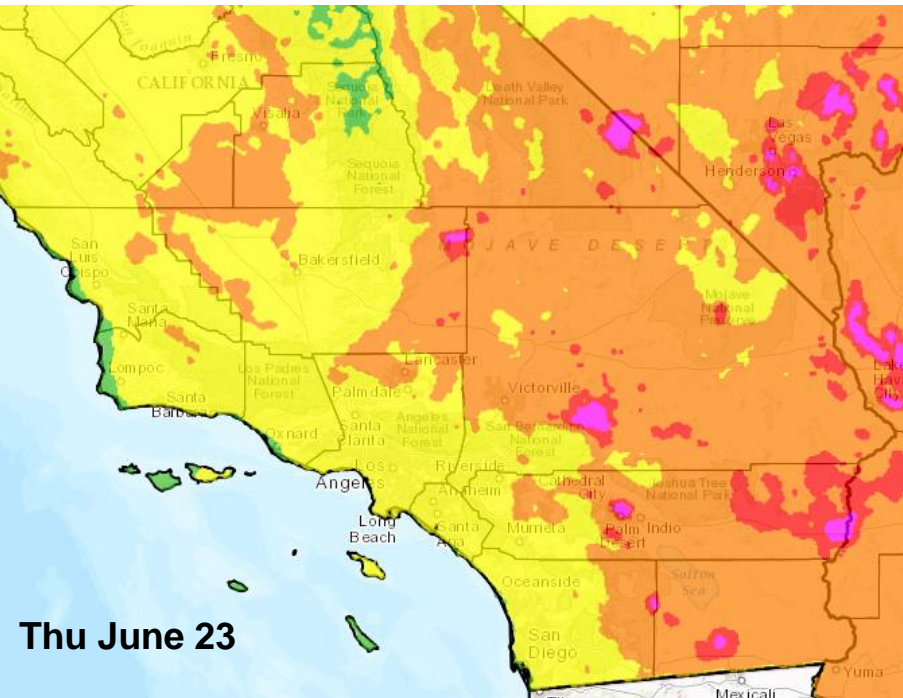 San
Joaquin
Fresno
CALIFORNIA
Sequoia
National
Park
Death Valley
National Park
Visalia
Las
Vegas
Henderson
Sequoia
National
Forest
MOJAVE DESERT
San
Luis
Obispo
Bakersfield
Mojave
National
Preserve
Santa
Maria
Lompoc
Los Padres
National
Forest
Lancaster
Palmdale
Victorville
Lake
Hav
City
Santa
Barbara
Oxnard
Santa
Clarita
Angeles
National
Forest
San Bernardino
National
Forest
Los
Angeles
Riverside
Anaheim
Cathedral
City
Joshua Tree
National Park
Long
Beach
Santa
Ana
Murrieta
Palm
Desert
Indio
Oceanside
Salton
Sea
Thu June 23
San
Diego
Yuma
Mexicali